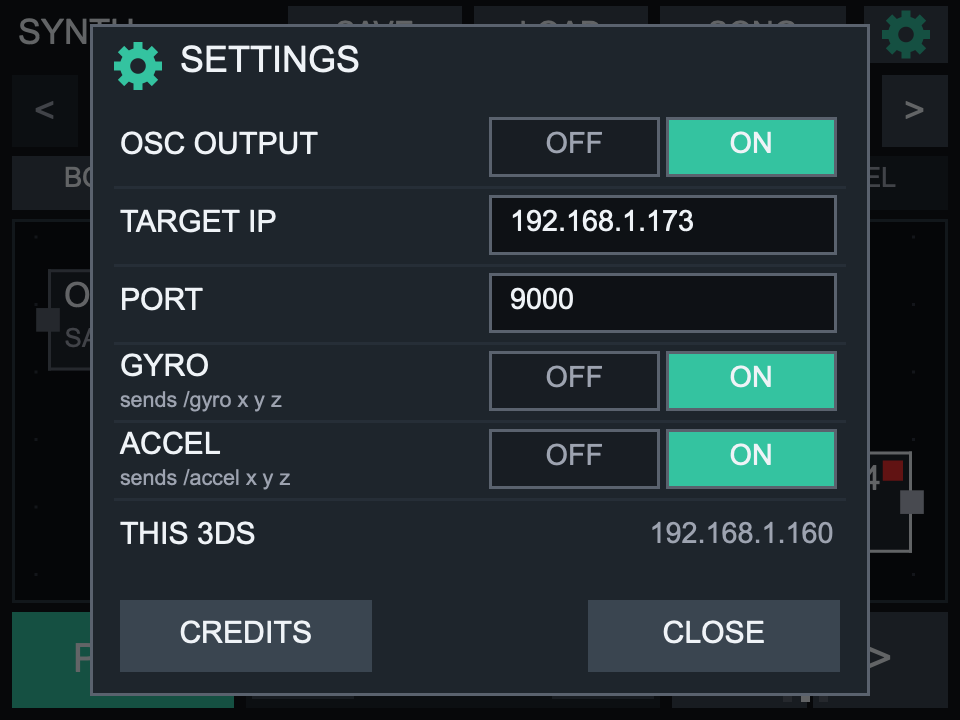 SYNTH
SETTINGS
<
>
OSC OUTPUT
OFF
ON
TARGET IP
192.168.1.173
PORT
9000
GYRO
sends /gyro x y z
OFF
ON
ACCEL
sends /accel x y z
OFF
ON
THIS 3DS
192.168.1.160
CREDITS
CLOSE
>